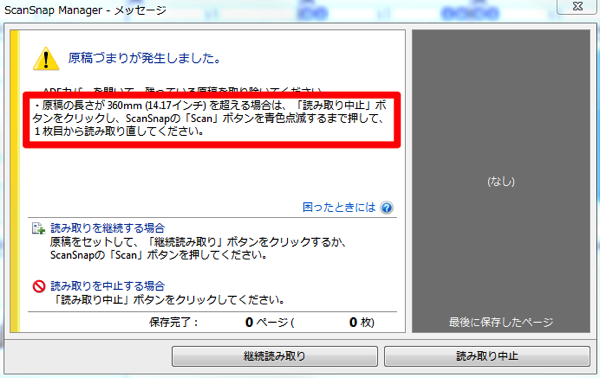 ScanSnap Manager - メッセージ
原稿づまりが発生しました。
ADFカバーを開いて、残っている原稿を取り除いてください。
・原稿の長さが 360mm (14.17インチ) を超える場合は、「読み取り中止」ボ
タンをクリックし、ScanSnapの「Scan」ボタンを青色点滅するまで押して、
１枚目から読み取り直してください。
(なし)
困ったときには
読み取りを継続する場合
原稿をセットして、「継続読み取り」ボタンをクリックするか、
ScanSnapの「Scan」ボタンを押してください。
読み取りを中止する場合
「読み取り中止」ボタンをクリックしてください。
保存完了： 0 ページ ( 0 枚)
最後に保存したページ
継続読み取り
読み取り中止